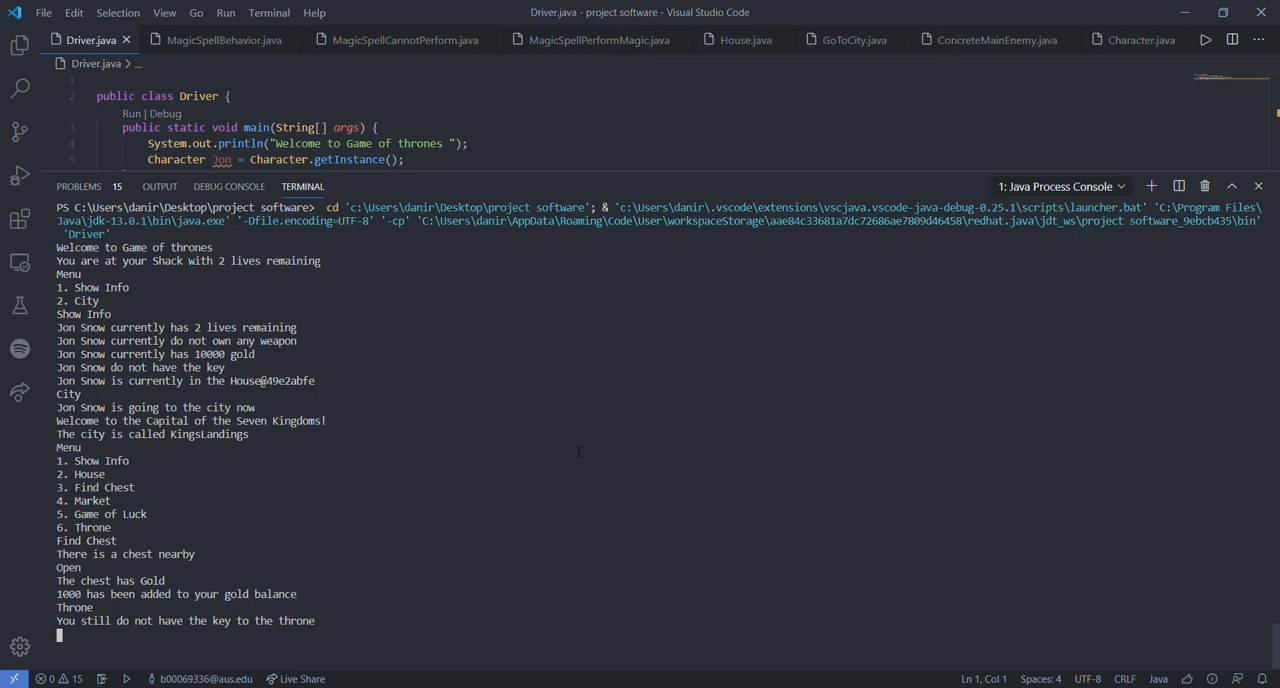 File Edit Selection View Go Run Terminal Help Driver.java - project software - Visual Studio Code
Driver.java MagicSpellBehavior.java MagicSpellCannotPerform.java MagicSpellPerformMagic.java House.java GoToCity.java ConcreteMainEnemy.java Character.java ...
Driver.java > ...
1
2 public class Driver {
Run | Debug
3 public static void main(String[] args) {
4 System.out.println("Welcome to Game of thrones ");
5 Character Jon = Character.getInstance();
PROBLEMS 15 OUTPUT DEBUG CONSOLE TERMINAL 1: Java Process Console
PS C:\Users\danir\Desktop\project software> cd 'c:\Users\danir\Desktop\project software'; & 'c:\Users\danir\.vscode\extensions\vscjava.vscode-java-debug-0.25.1\scripts\launcher.bat' 'C:\Program Files\
Java\jdk-13.0.1\bin\java.exe' '-Dfile.encoding=UTF-8' '-cp' 'C:\Users\danir\AppData\Roaming\Code\User\workspaceStorage\aae84c33681a7dc72686ae7809d46458\redhat.java\jdt_ws\project software_9ebcb435\bin'
'Driver'
Welcome to Game of thrones
You are at your Shack with 2 lives remaining
Menu
1. Show Info
2. City
Show Info
Jon Snow currently has 2 lives remaining
Jon Snow currently do not own any weapon
Jon Snow currently has 10000 gold
Jon Snow do not have the key
Jon Snow is currently in the House@49e2abfe
City
Jon Snow is going to the city now
Welcome to the Capital of the Seven Kingdoms!
The city is called KingsLandings
Menu
1. Show Info
2. House
3. Find Chest
4. Market
5. Game of Luck
6. Throne
Find Chest
There is a chest nearby
Open
The chest has Gold
1000 has been added to your gold balance
Throne
You still do not have the key to the throne
0 15 b00069336@aus.edu Live Share Ln 1, Col 1 Spaces: 4 UTF-8 CRLF Java